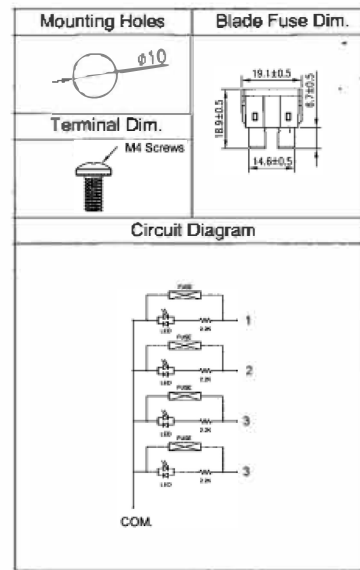 Mounting Holes
ø10
Blade Fuse Dim.
19.1±0.5
18.9±0.5
6.7±0.5
14.6±0.5
Terminal Dim.
M4 Screws
Circuit Diagram
FUSE
LED
2.2K
1
FUSE
LED
2.2K
2
FUSE
LED
2.2K
3
FUSE
LED
2.2K
3
COM.